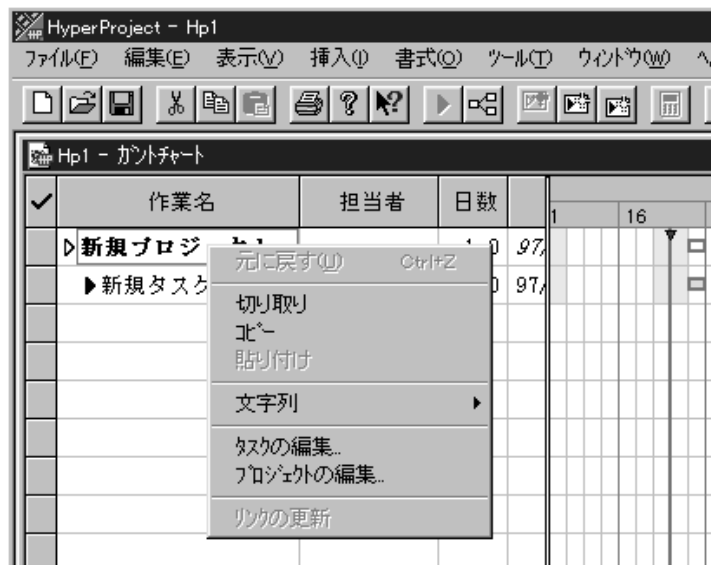 HyperProject - Hp1
ﾌｧｲﾙ(F) 編集(E) 表示(V) 挿入(I) 書式(O) ﾂｰﾙ(T) ｳｨﾝﾄﾞｳ(W)
Hp1 - ｶﾞﾝﾄﾁｬｰﾄ
作業名 担当者 日数
1 16
新規プロジ 97/
新規タスク 97/
元に戻す(U) Ctrl+Z
切り取り
ｺﾋﾟｰ
貼り付け
文字列
ﾀｽｸの編集...
ﾌﾟﾛｼﾞｪｸﾄの編集...
ﾘﾝｸの更新